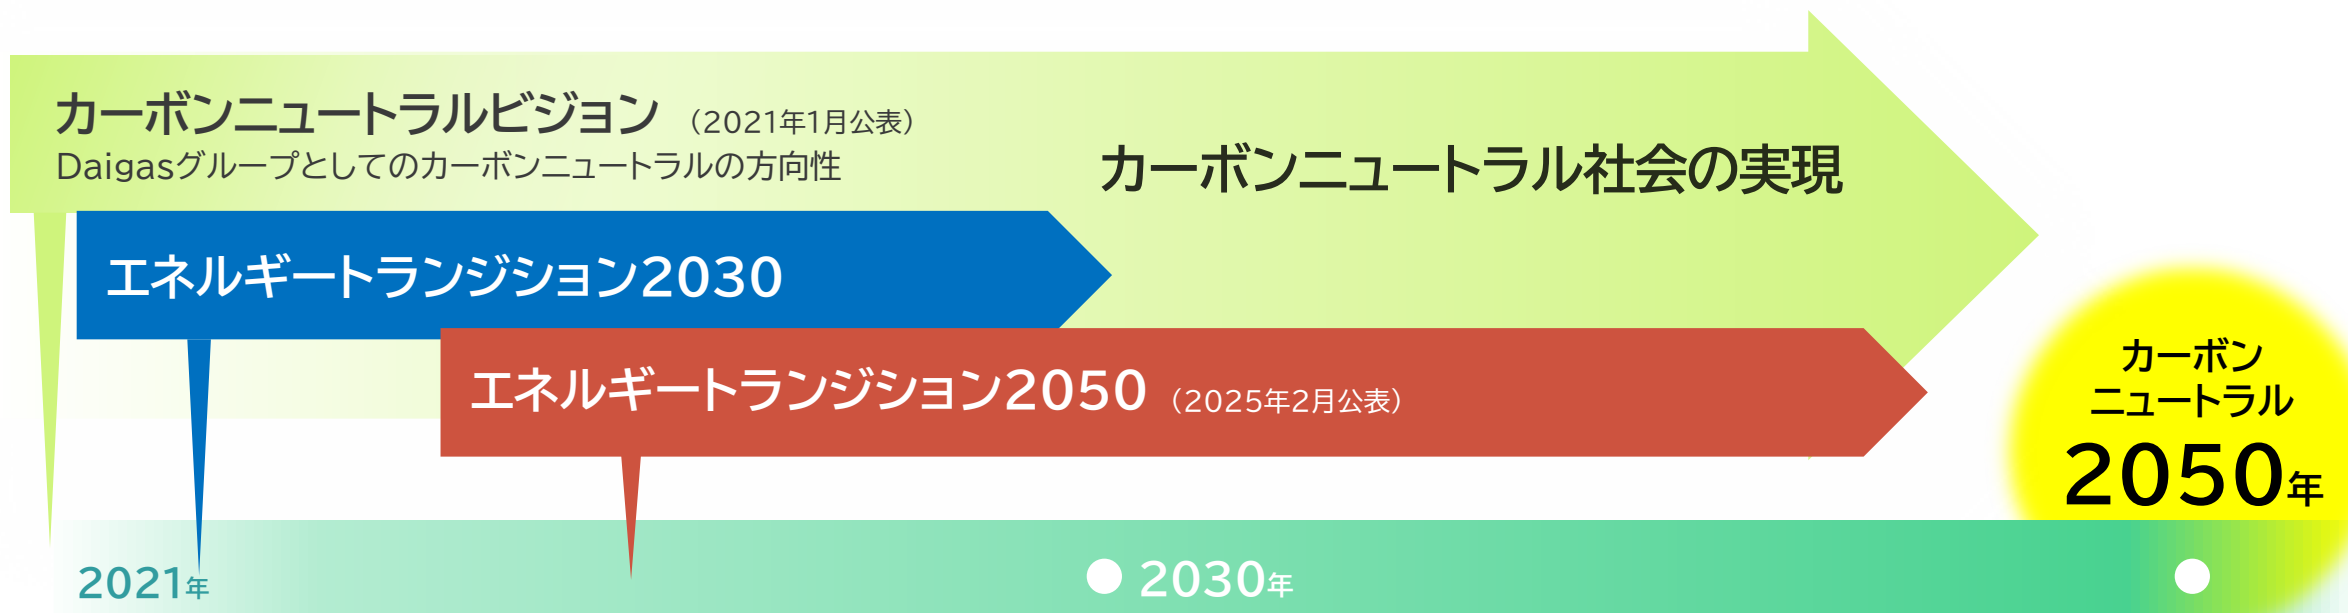 カーボンニュートラルビジョン （2021年1月公表）
Daigasグループとしてのカーボンニュートラルの方向性
カーボンニュートラル社会の実現
エネルギートランジション2030
エネルギートランジション2050 （2025年2月公表）
カーボン
ニュートラル
2050年
2021年
2030年